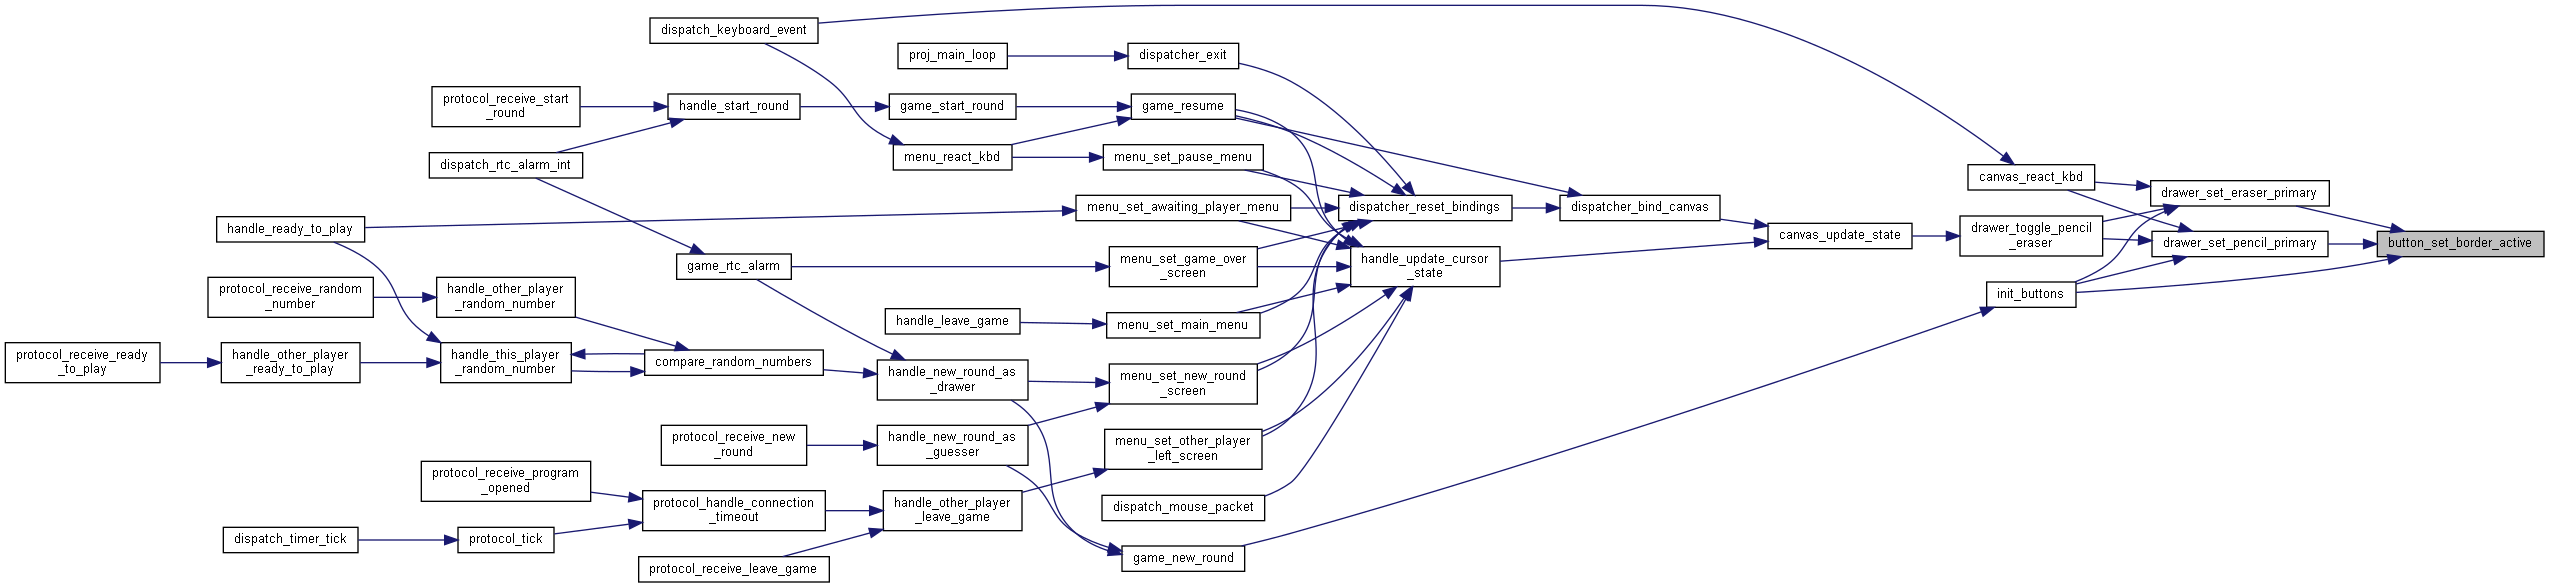 dispatch_keyboard_event
proj_main_loop
dispatcher_exit
protocol_receive_start
_round
handle_start_round
game_start_round
game_resume
dispatch_rtc_alarm_int
menu_react_kbd
menu_set_pause_menu
canvas_react_kbd
drawer_set_eraser_primary
handle_ready_to_play
menu_set_awaiting_player_menu
dispatcher_reset_bindings
dispatcher_bind_canvas
canvas_update_state
drawer_toggle_pencil
_eraser
drawer_set_pencil_primary
button_set_border_active
game_rtc_alarm
menu_set_game_over
_screen
handle_update_cursor
_state
protocol_receive_random
_number
handle_other_player
_random_number
init_buttons
handle_leave_game
menu_set_main_menu
protocol_receive_ready
_to_play
handle_other_player
_ready_to_play
handle_this_player
_random_number
compare_random_numbers
handle_new_round_as
_drawer
menu_set_new_round
_screen
protocol_receive_new
_round
handle_new_round_as
_guesser
menu_set_other_player
_left_screen
protocol_receive_program
_opened
protocol_handle_connection
_timeout
handle_other_player
_leave_game
dispatch_mouse_packet
dispatch_timer_tick
protocol_tick
protocol_receive_leave_game
game_new_round